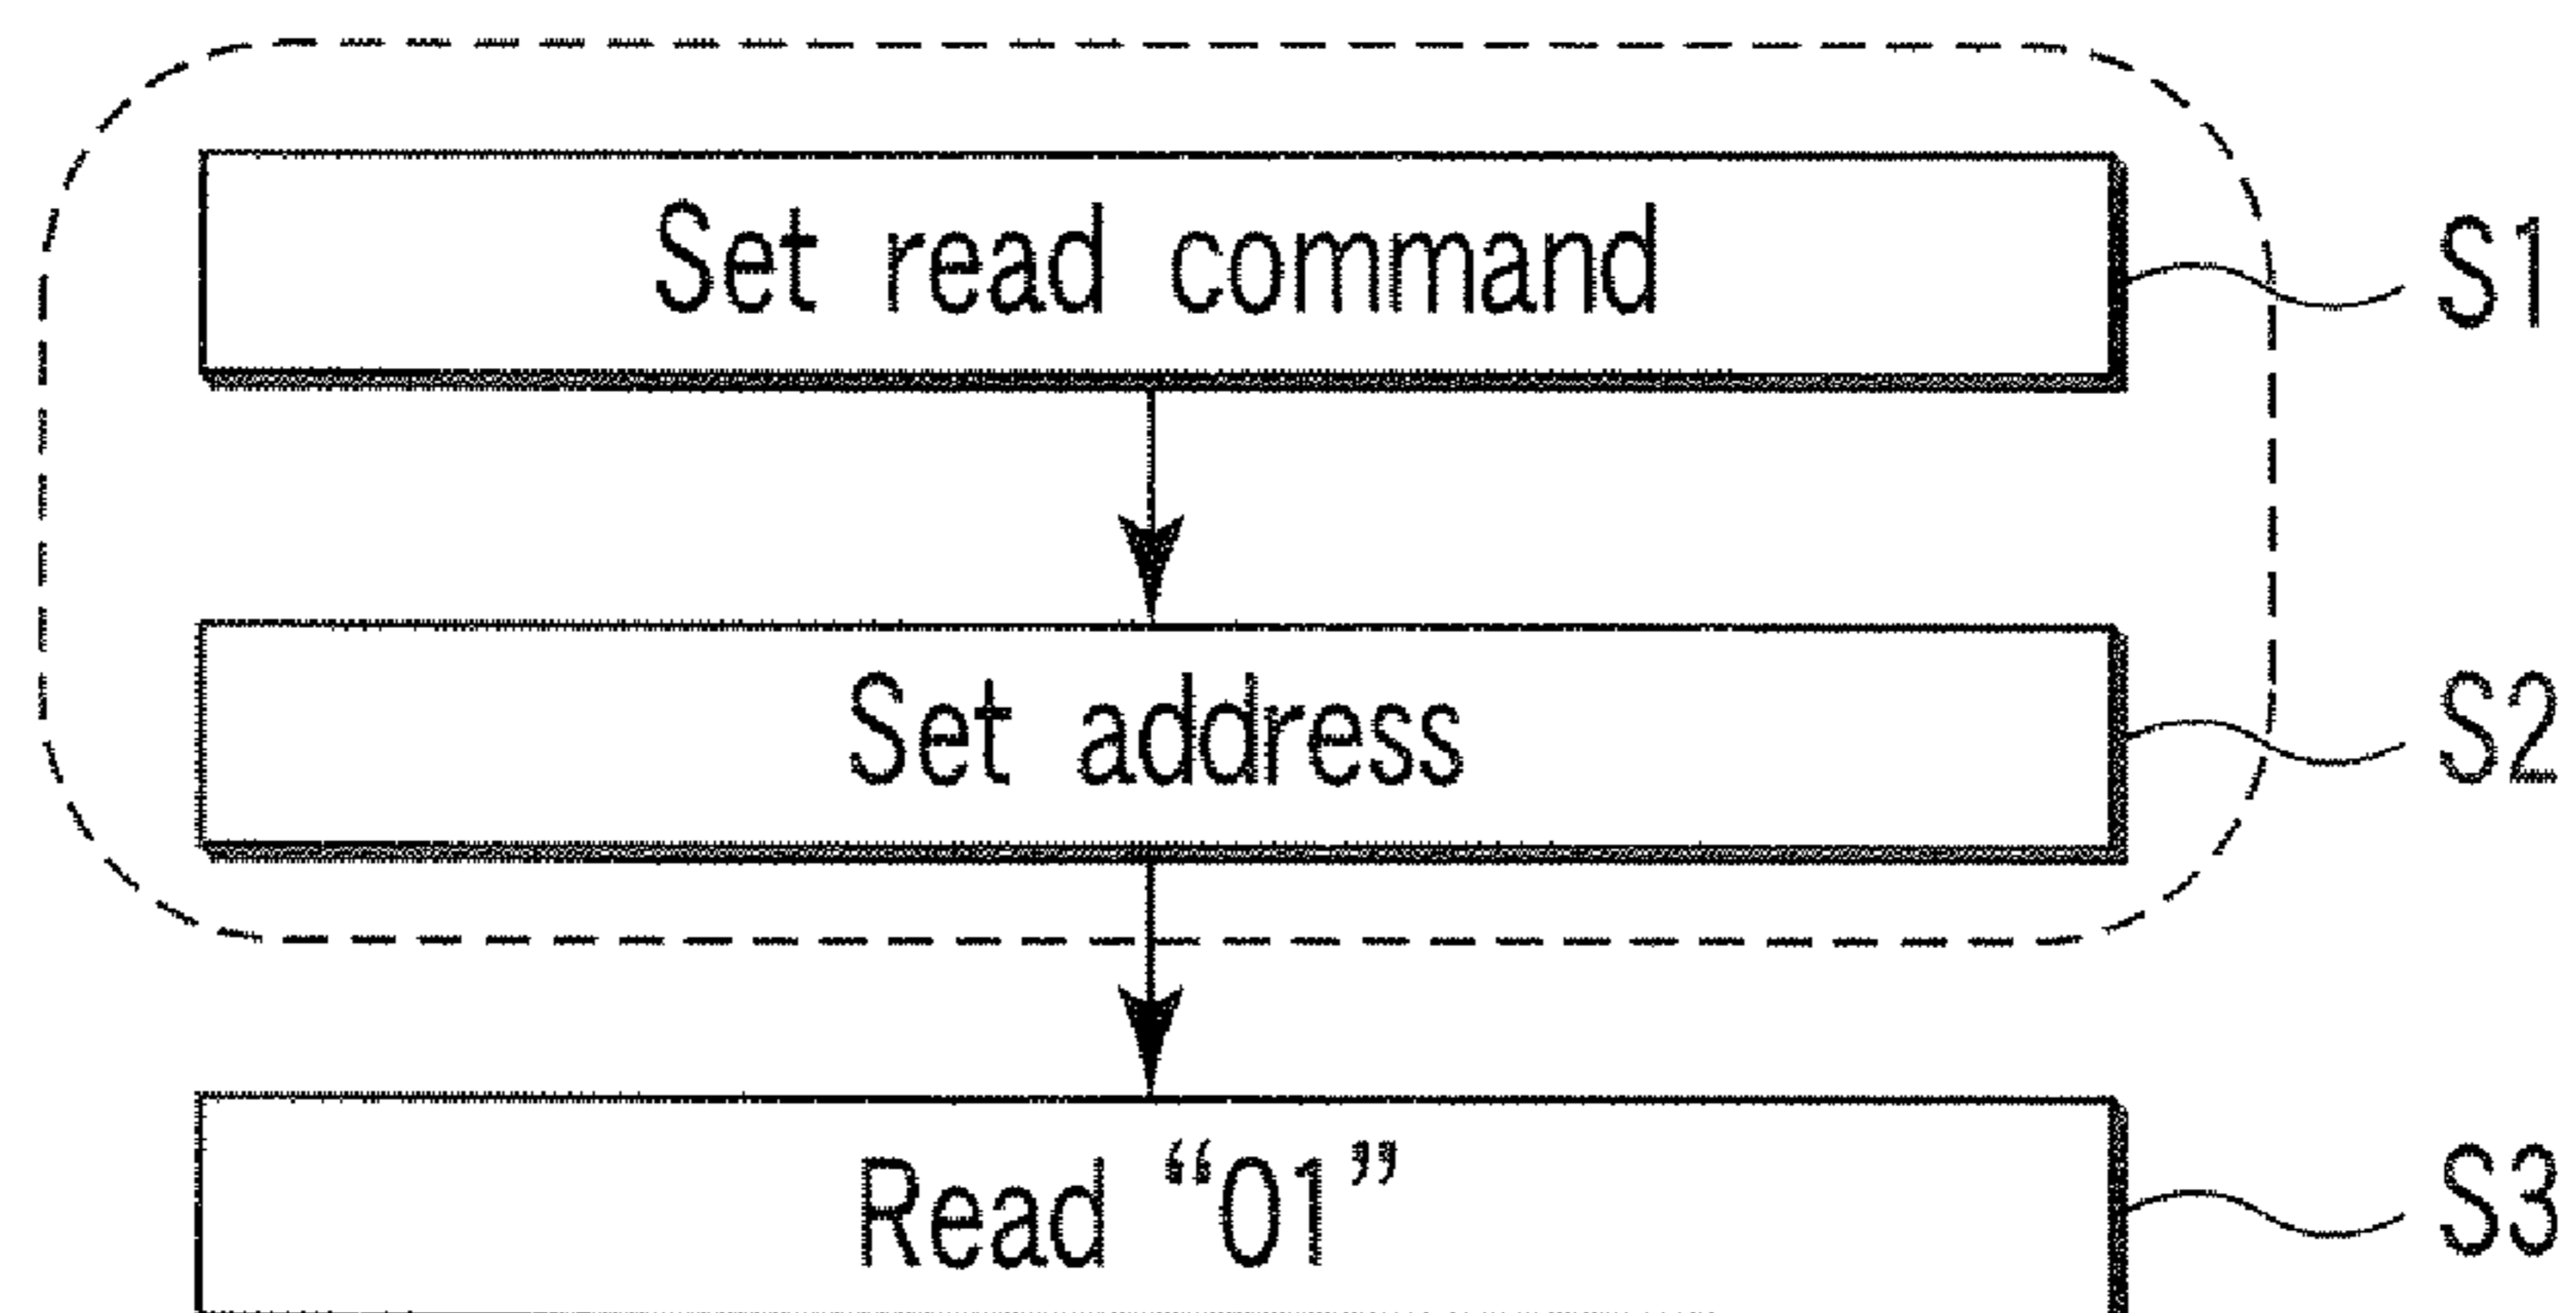 Set read command S1
Set address S2
Read “01” S3